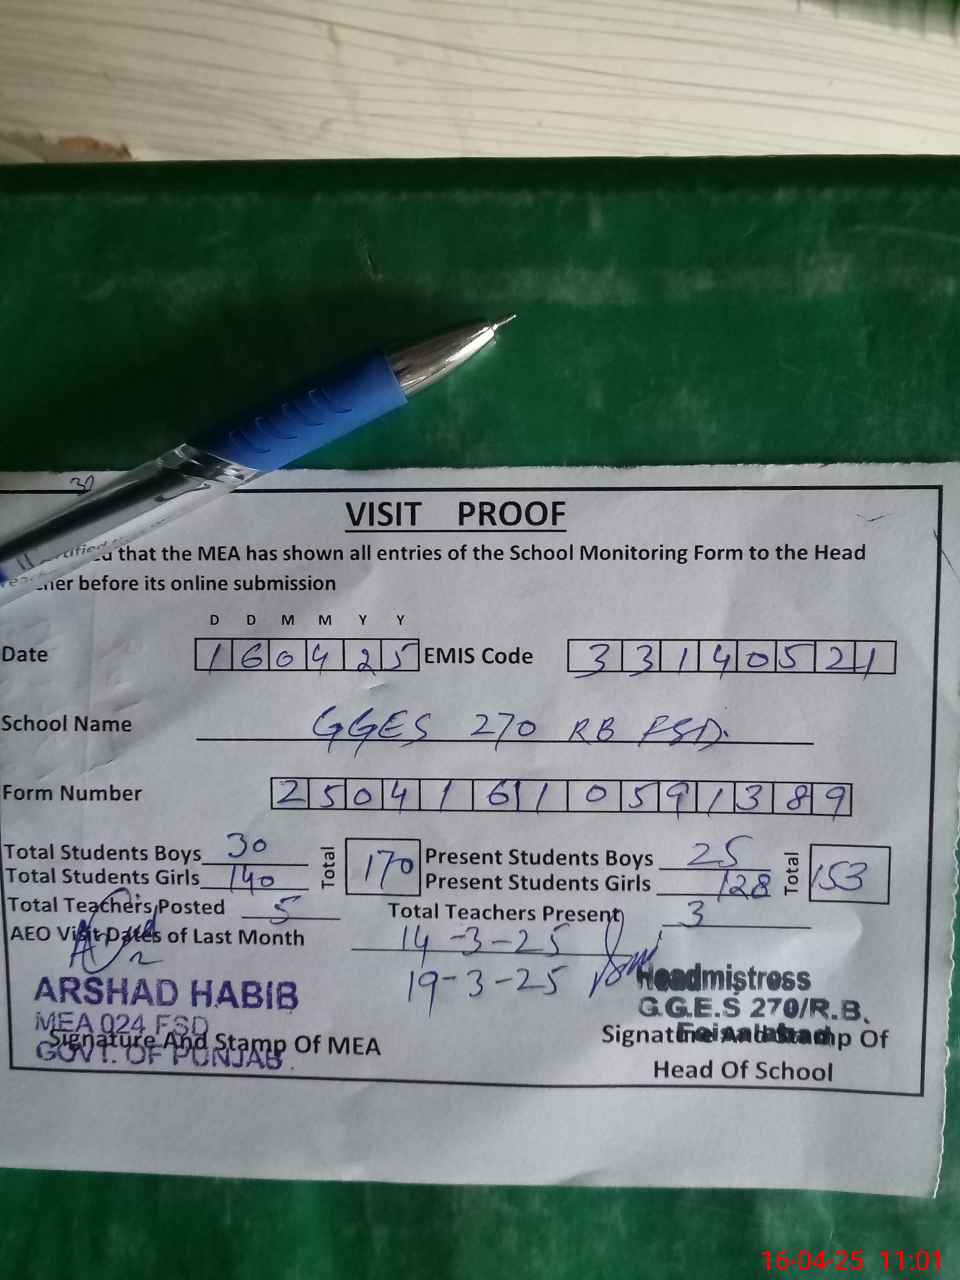 30
VISIT PROOF
that the MEA has shown all entries of the School Monitoring Form to the Head
before its online submission
D D M M Y Y
Date 1 6 0 4 2 5 EMIS Code 3 3 1 4 0 5 2 1
School Name GGES 270 RB FSD.
Form Number 2 5 0 4 1 6 1 0 5 9 1 3 8 9
Total Students Boys 30 Total 170 Present Students Boys 25 Total 153
Total Students Girls 140 Present Students Girls 128
Total Teachers Posted 5 Total Teachers Present 3
AEO Visit Dates of Last Month 14-3-25
19-3-25
ARSHAD HABIB
MEA 024 FSD
GOVT. OF PUNJAB.
Signature And Stamp Of MEA
Headmistress
G.G.E.S 270/R.B.
Faisalabad
Signature And Stamp Of
Head Of School
16-04-25 11:01